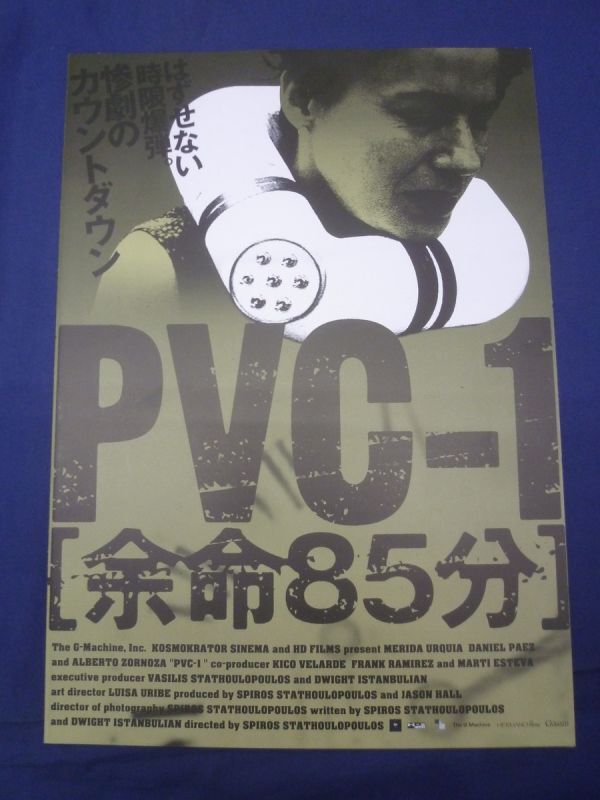 はずせない
時限爆弾。
惨劇の
カウントダウン
PVC-1
[余命85分]
The G-Machine, Inc. KOSMOKRATOR SINEMA and HD FILMS present MERIDA URQUIA DANIEL PAEZ
and ALBERTO ZORNOZA "PVC-1 " co-producer KICO VELARDE FRANK RAMIREZ and MARTI ESTEVA
executive producer VASILIS STATHOULOPOULOS and DWIGHT ISTANBULIAN
art director LUISA URIBE produced by SPIROS STATHOULOPOULOS and JASON HALL
director of photography SPIROS STATHOULOPOULOS written by SPIROS STATHOULOPOULOS
and DWIGHT ISTANBULIAN directed by SPIROS STATHOULOPOULOS The G Machine